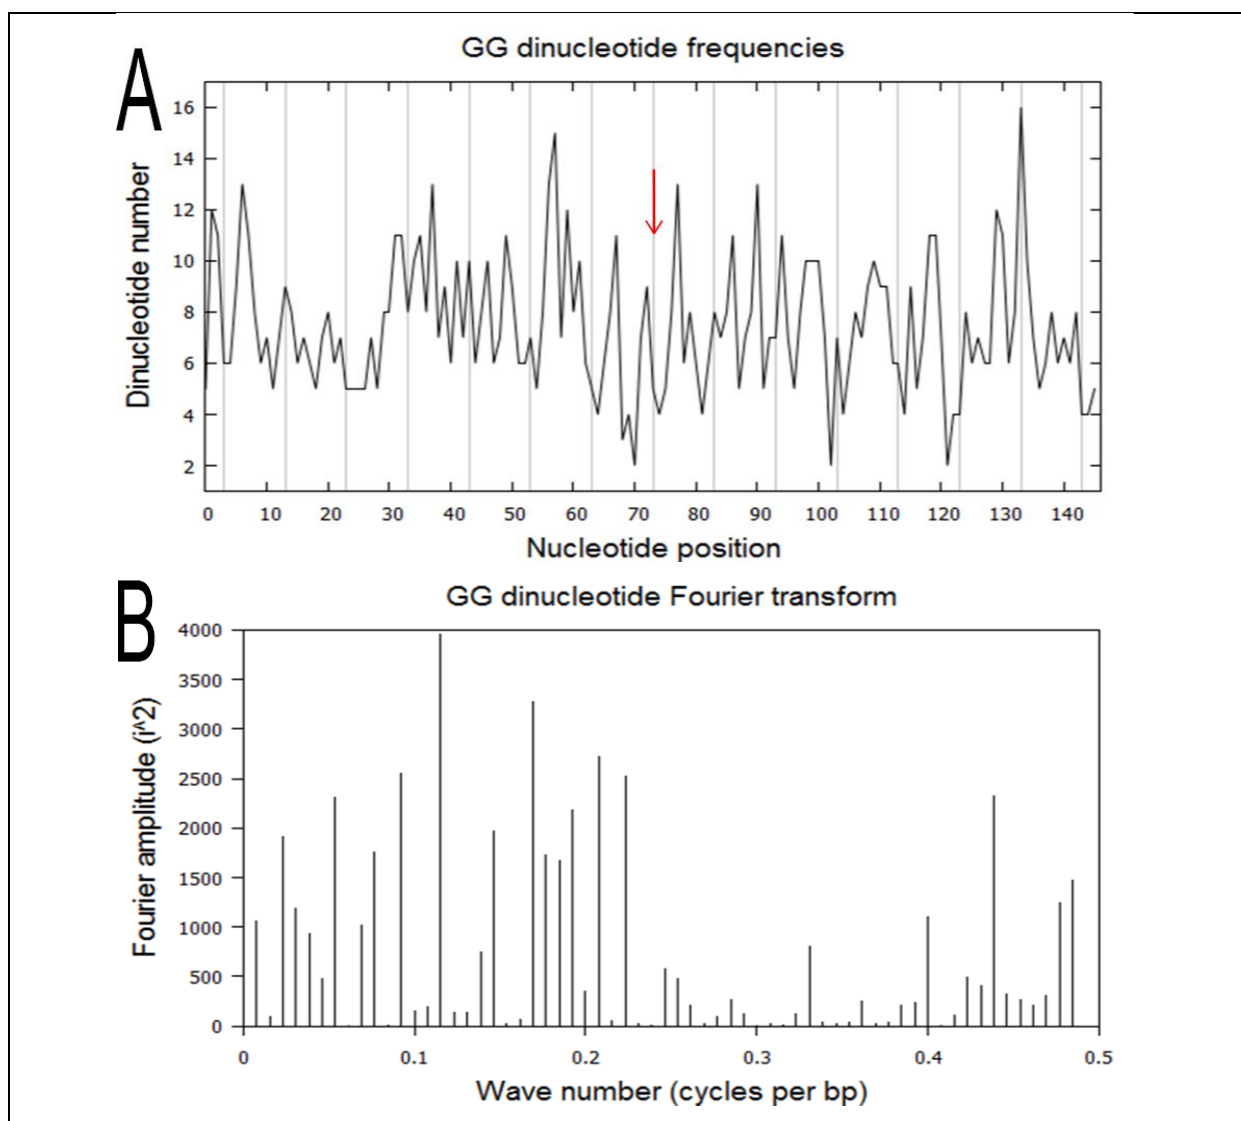 A
GG dinucleotide frequencies
Dinucleotide number
16
14
12
10
8
6
4
2
0 10 20 30 40 50 60 70 80 90 100 110 120 130 140
Nucleotide position
B
GG dinucleotide Fourier transform
Fourier amplitude (i^2)
4000
3500
3000
2500
2000
1500
1000
500
0
0 0.1 0.2 0.3 0.4 0.5
Wave number (cycles per bp)